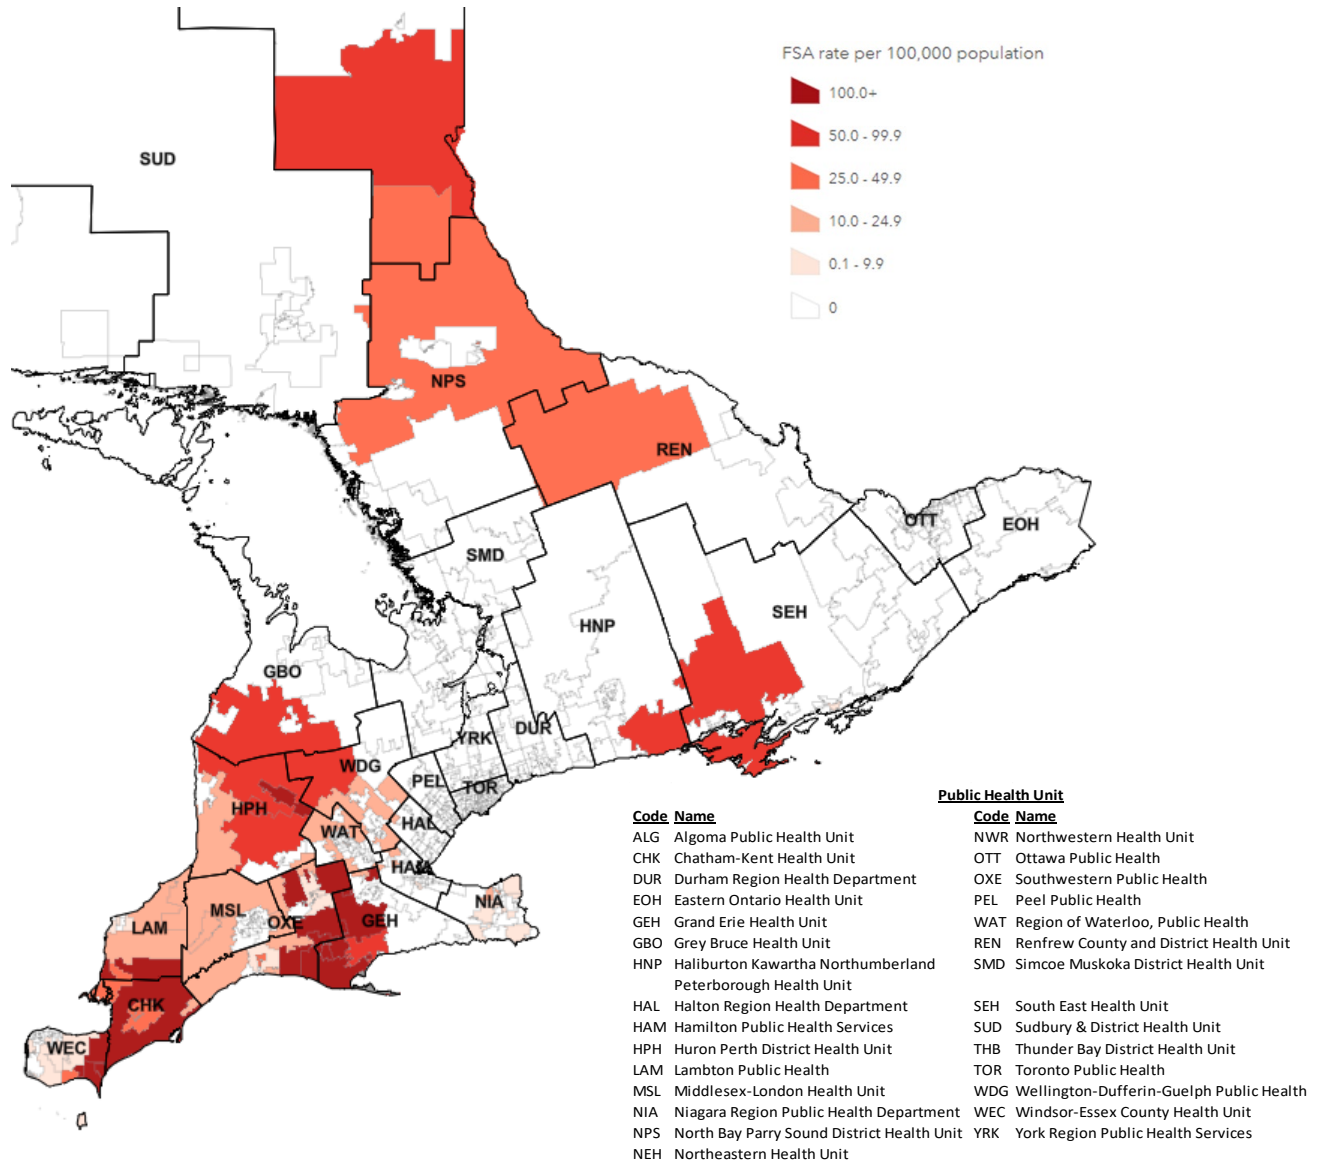 FSA rate per 100,000 population
100.0+
50.0 - 99.9
25.0 - 49.9
10.0 - 24.9
0.1 - 9.9
0
SUD
NPS
REN
OTT
EOH
SMD
SEH
HNP
GBO
DUR
YRK
WDG
PEL
TOR
HPH
HAL
WAT
HAM
NIA
MSL
OXE
GEH
LAM
CHK
WEC
Public Health Unit
Code Name Code Name
ALG Algoma Public Health Unit NWR Northwestern Health Unit
CHK Chatham-Kent Health Unit OTT Ottawa Public Health
DUR Durham Region Health Department OXE Southwestern Public Health
EOH Eastern Ontario Health Unit PEL Peel Public Health
GEH Grand Erie Health Unit WAT Region of Waterloo, Public Health
GBO Grey Bruce Health Unit REN Renfrew County and District Health Unit
HNP Haliburton Kawartha Northumberland SMD Simcoe Muskoka District Health Unit
Peterborough Health Unit
HAL Halton Region Health Department SEH South East Health Unit
HAM Hamilton Public Health Services SUD Sudbury & District Health Unit
HPH Huron Perth District Health Unit THB Thunder Bay District Health Unit
LAM Lambton Public Health TOR Toronto Public Health
MSL Middlesex-London Health Unit WDG Wellington-Dufferin-Guelph Public Health
NIA Niagara Region Public Health Department WEC Windsor-Essex County Health Unit
NPS North Bay Parry Sound District Health Unit YRK York Region Public Health Services
NEH Northeastern Health Unit